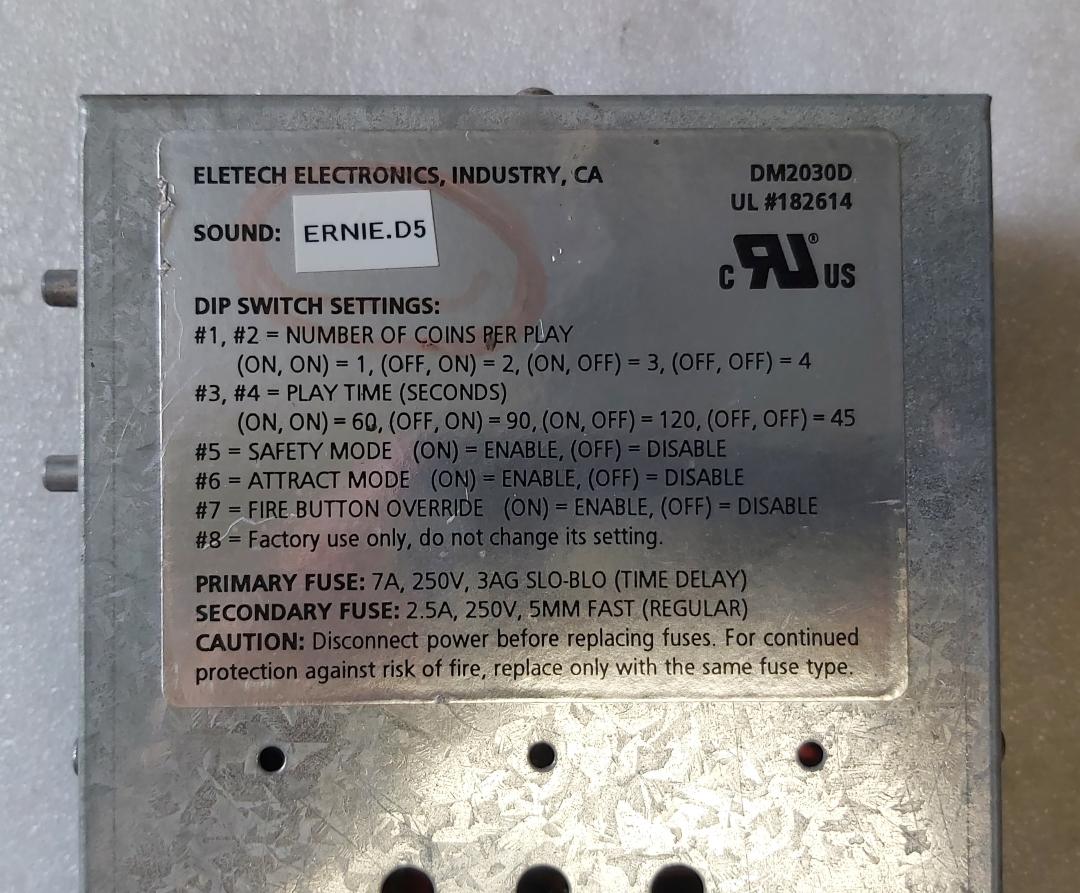 ELETECH ELECTRONICS, INDUSTRY, CA
DM2030D
UL #182614
SOUND: ERNIE.D5
C RU® US
DIP SWITCH SETTINGS:
#1, #2 = NUMBER OF COINS PER PLAY
(ON, ON) = 1, (OFF, ON) = 2, (ON, OFF) = 3, (OFF, OFF) = 4
#3, #4 = PLAY TIME (SECONDS)
(ON, ON) = 60, (OFF, ON) = 90, (ON, OFF) = 120, (OFF, OFF) = 45
#5 = SAFETY MODE (ON) = ENABLE, (OFF) = DISABLE
#6 = ATTRACT MODE (ON) = ENABLE, (OFF) = DISABLE
#7 = FIRE BUTTON OVERRIDE (ON) = ENABLE, (OFF) = DISABLE
#8 = Factory use only, do not change its setting.
PRIMARY FUSE: 7A, 250V, 3AG SLO-BLO (TIME DELAY)
SECONDARY FUSE: 2.5A, 250V, 5MM FAST (REGULAR)
CAUTION: Disconnect power before replacing fuses. For continued
protection against risk of fire, replace only with the same fuse type.